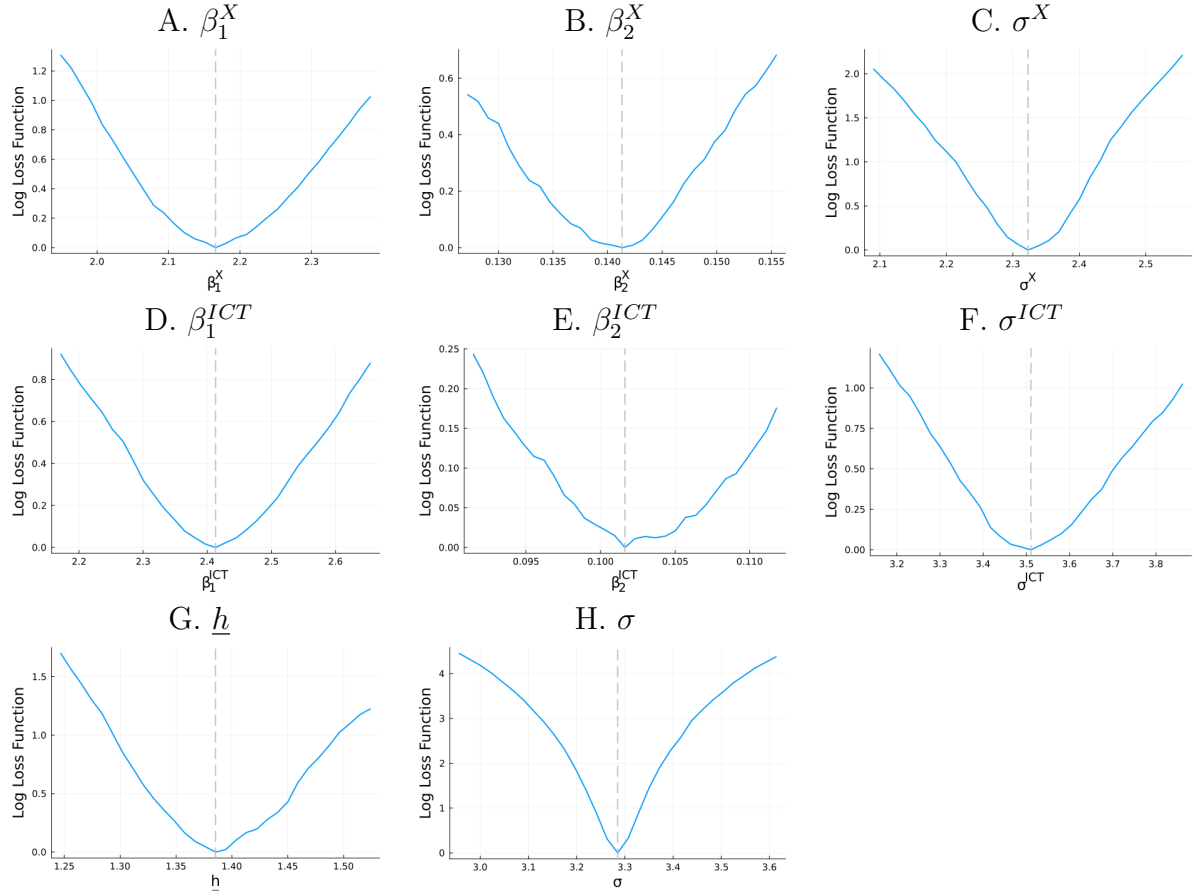 A. β₁ˣ
B. β₂ˣ
C. σˣ
Log Loss Function
1.2
1.0
0.8
0.6
0.4
0.2
0.0
2.0 2.1 2.2 2.3
β₁ˣ
Log Loss Function
0.6
0.4
0.2
0.0
0.130 0.135 0.140 0.145 0.150 0.155
β₂ˣ
Log Loss Function
2.0
1.5
1.0
0.5
0.0
2.1 2.2 2.3 2.4 2.5
σˣ
D. β₁^ICT
E. β₂^ICT
F. σ^ICT
Log Loss Function
0.8
0.6
0.4
0.2
0.0
2.2 2.3 2.4 2.5 2.6
β₁^ICT
Log Loss Function
0.25
0.20
0.15
0.10
0.05
0.00
0.095 0.100 0.105 0.110
β₂^ICT
Log Loss Function
1.00
0.75
0.50
0.25
0.00
3.2 3.3 3.4 3.5 3.6 3.7 3.8
σ^ICT
G. h
H. σ
Log Loss Function
1.5
1.0
0.5
0.0
1.25 1.30 1.35 1.40 1.45 1.50
h
Log Loss Function
4
3
2
1
0
3.0 3.1 3.2 3.3 3.4 3.5 3.6
σ